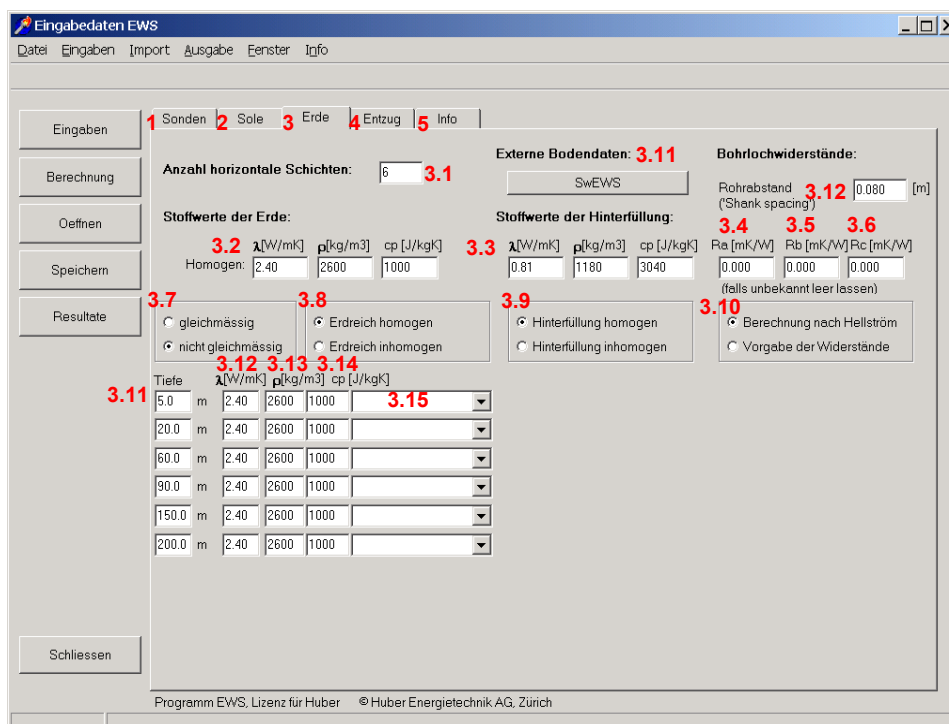 Eingabedaten EWS
Datei Eingaben Import Ausgabe Fenster Info
1 Sonden 2 Sole 3 Erde 4 Entzug 5 Info
Eingaben
Berechnung
Oeffnen
Speichern
Resultate
Schliessen
Anzahl horizontale Schichten: 6 3.1
Externe Bodendaten: 3.11
SwEWS
Bohrlochwiderstände:
Rohrabstand 3.12 0.080 [m]
('Shank spacing')
Stoffwerte der Erde:
3.2 λ[W/mK] ρ[kg/m3] cp [J/kgK]
Homogen: 2.40 2600 1000
Stoffwerte der Hinterfüllung:
3.3 λ[W/mK] ρ[kg/m3] cp [J/kgK]
0.81 1180 3040
3.4 3.5 3.6
Ra [mK/W] Rb [mK/W] Rc [mK/W]
0.000 0.000 0.000
(falls unbekannt leer lassen)
3.7
gleichmässig
nicht gleichmässig
3.8
Erdreich homogen
Erdreich inhomogen
3.9
Hinterfüllung homogen
Hinterfüllung inhomogen
3.10
Berechnung nach Hellström
Vorgabe der Widerstände
3.12 3.13 3.14
Tiefe λ[W/mK] ρ[kg/m3] cp [J/kgK]
3.11 5.0 m 2.40 2600 1000 3.15
20.0 m 2.40 2600 1000
60.0 m 2.40 2600 1000
90.0 m 2.40 2600 1000
150.0 m 2.40 2600 1000
200.0 m 2.40 2600 1000
Programm EWS, Lizenz für Huber © Huber Energietechnik AG, Zürich